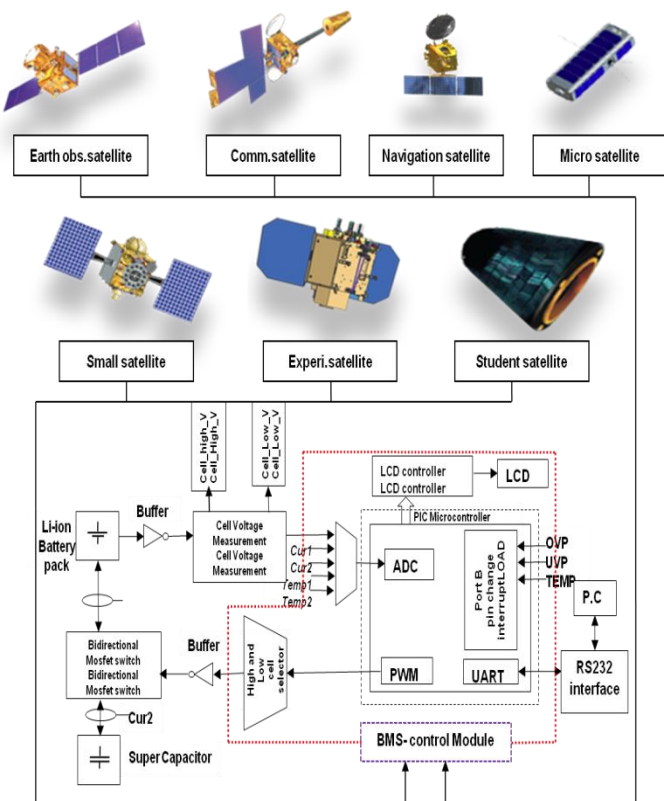 Earth obs.satellite
Comm.satellite
Navigation satellite
Micro satellite
Small satellite
Experi.satellite
Student satellite
Cell_high_V
Cell_High_V
Cell_Low_V
Cell_Low_V
LCD controller
LCD controller
LCD
Li-ion
Battery
pack
Buffer
Cell Voltage
Measurement
Cell Voltage
Measurement
Cur1
Cur2
Temp1
Temp2
PIC Microcontroller
ADC
Port B
pin change
interruptLOAD
OVP
UVP
TEMP
P.C
Bidirectional
Mosfet switch
Bidirectional
Mosfet switch
Buffer
High and
Low
cell
selector
PWM
UART
RS232
interface
Cur2
Super Capacitor
BMS- control Module